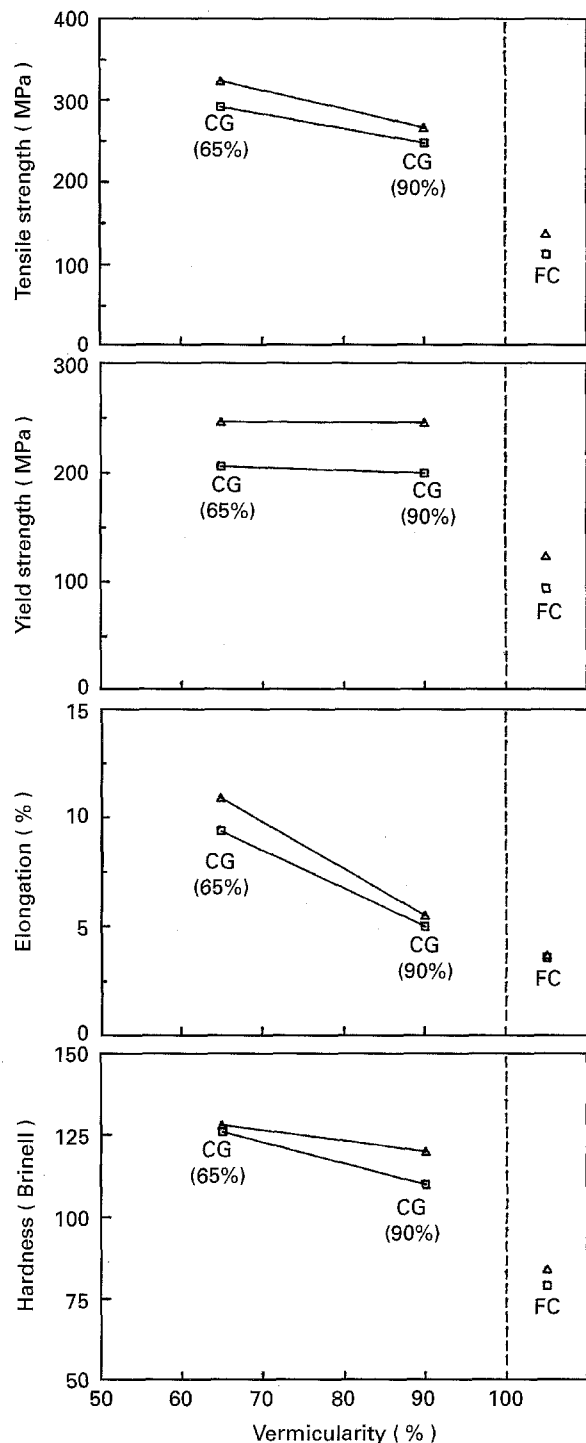 400
300
200
100
0
Tensile strength ( MPa )
CG
(65%)
CG
(90%)
FC
300
200
100
0
Yield strength ( MPa )
CG
(65%)
CG
(90%)
FC
15
10
5
0
Elongation ( % )
CG
(65%)
CG
(90%)
FC
150
125
100
75
50
Hardness ( Brinell )
CG
(65%)
CG
(90%)
FC
50 60 70 80 90 100
Vermicularity ( % )